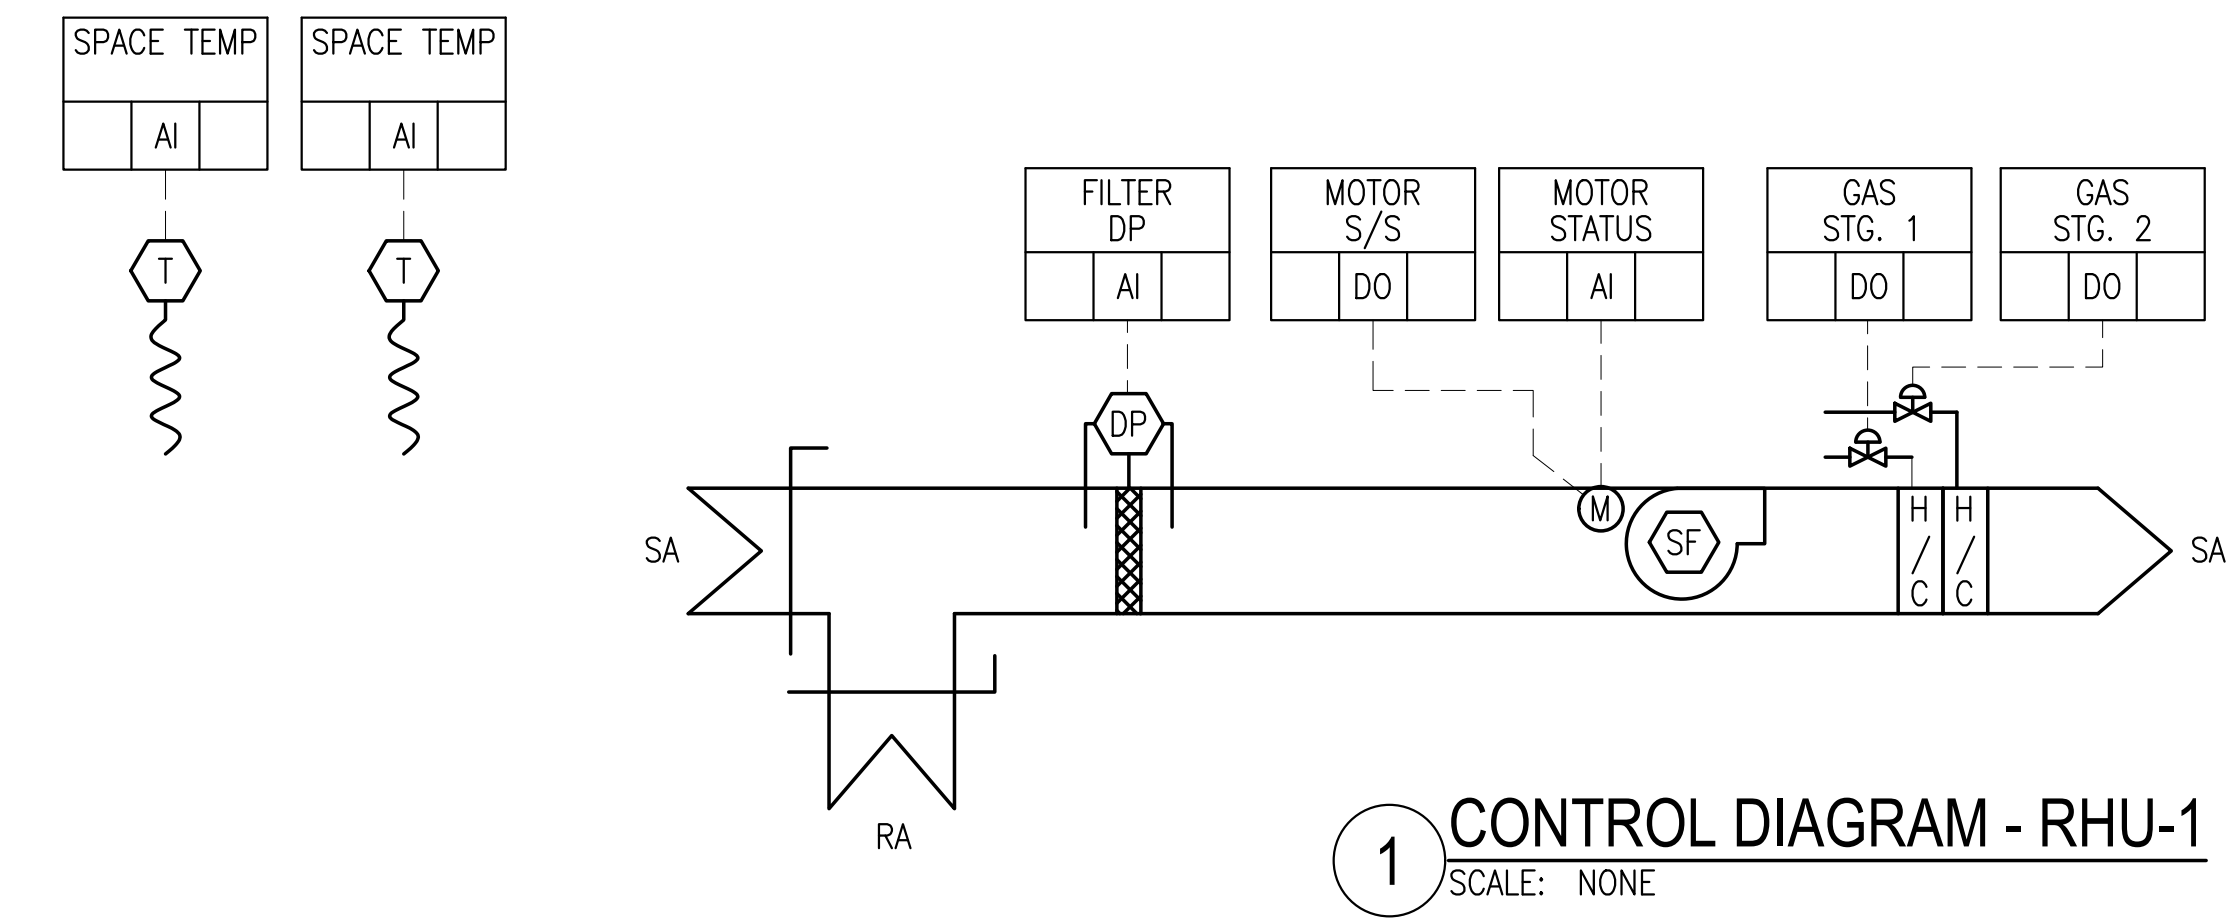 SPACE TEMP
AI
T
SPACE TEMP
AI
T
FILTER
DP
AI
DP
MOTOR
S/S
DO
MOTOR
STATUS
AI
GAS
STG. 1
DO
GAS
STG. 2
DO
SA
M
SF
H
/
C
H
/
C
SA
RA
1
CONTROL DIAGRAM - RHU-1
SCALE: NONE